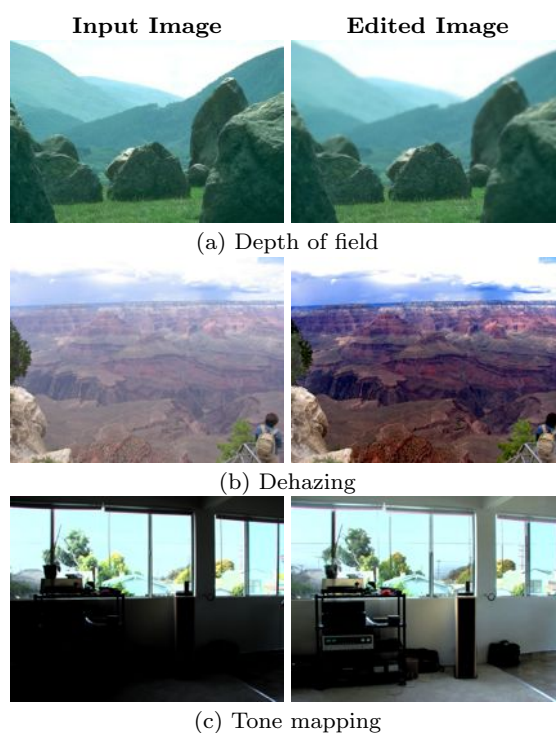 Input Image Edited Image
(a) Depth of field
(b) Dehazing
(c) Tone mapping